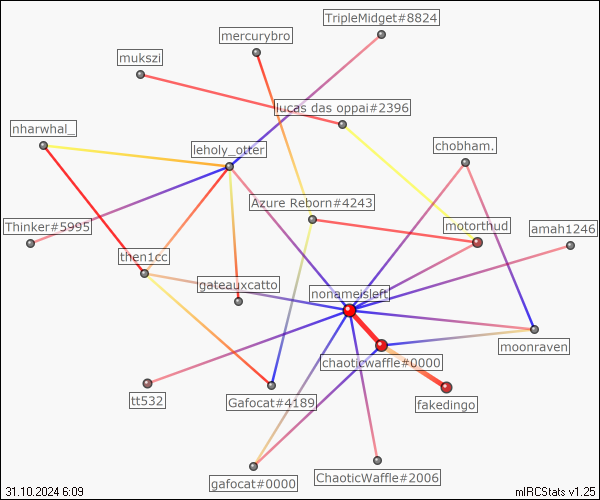 TripleMidget#8824
mercurybro
mukszi
lucas das oppai#2396
nharwhal_
leholy_otter
chobham.
Azure Reborn#4243
Thinker#5995
motorthud
amah1246
then1cc
gateauxcatto
nonameisleft
moonraven
chaoticwaffle#0000
tt532
Gafocat#4189
fakedingo
gafocat#0000
ChaoticWaffle#2006
31.10.2024 6:09
mIRCStats v1.25